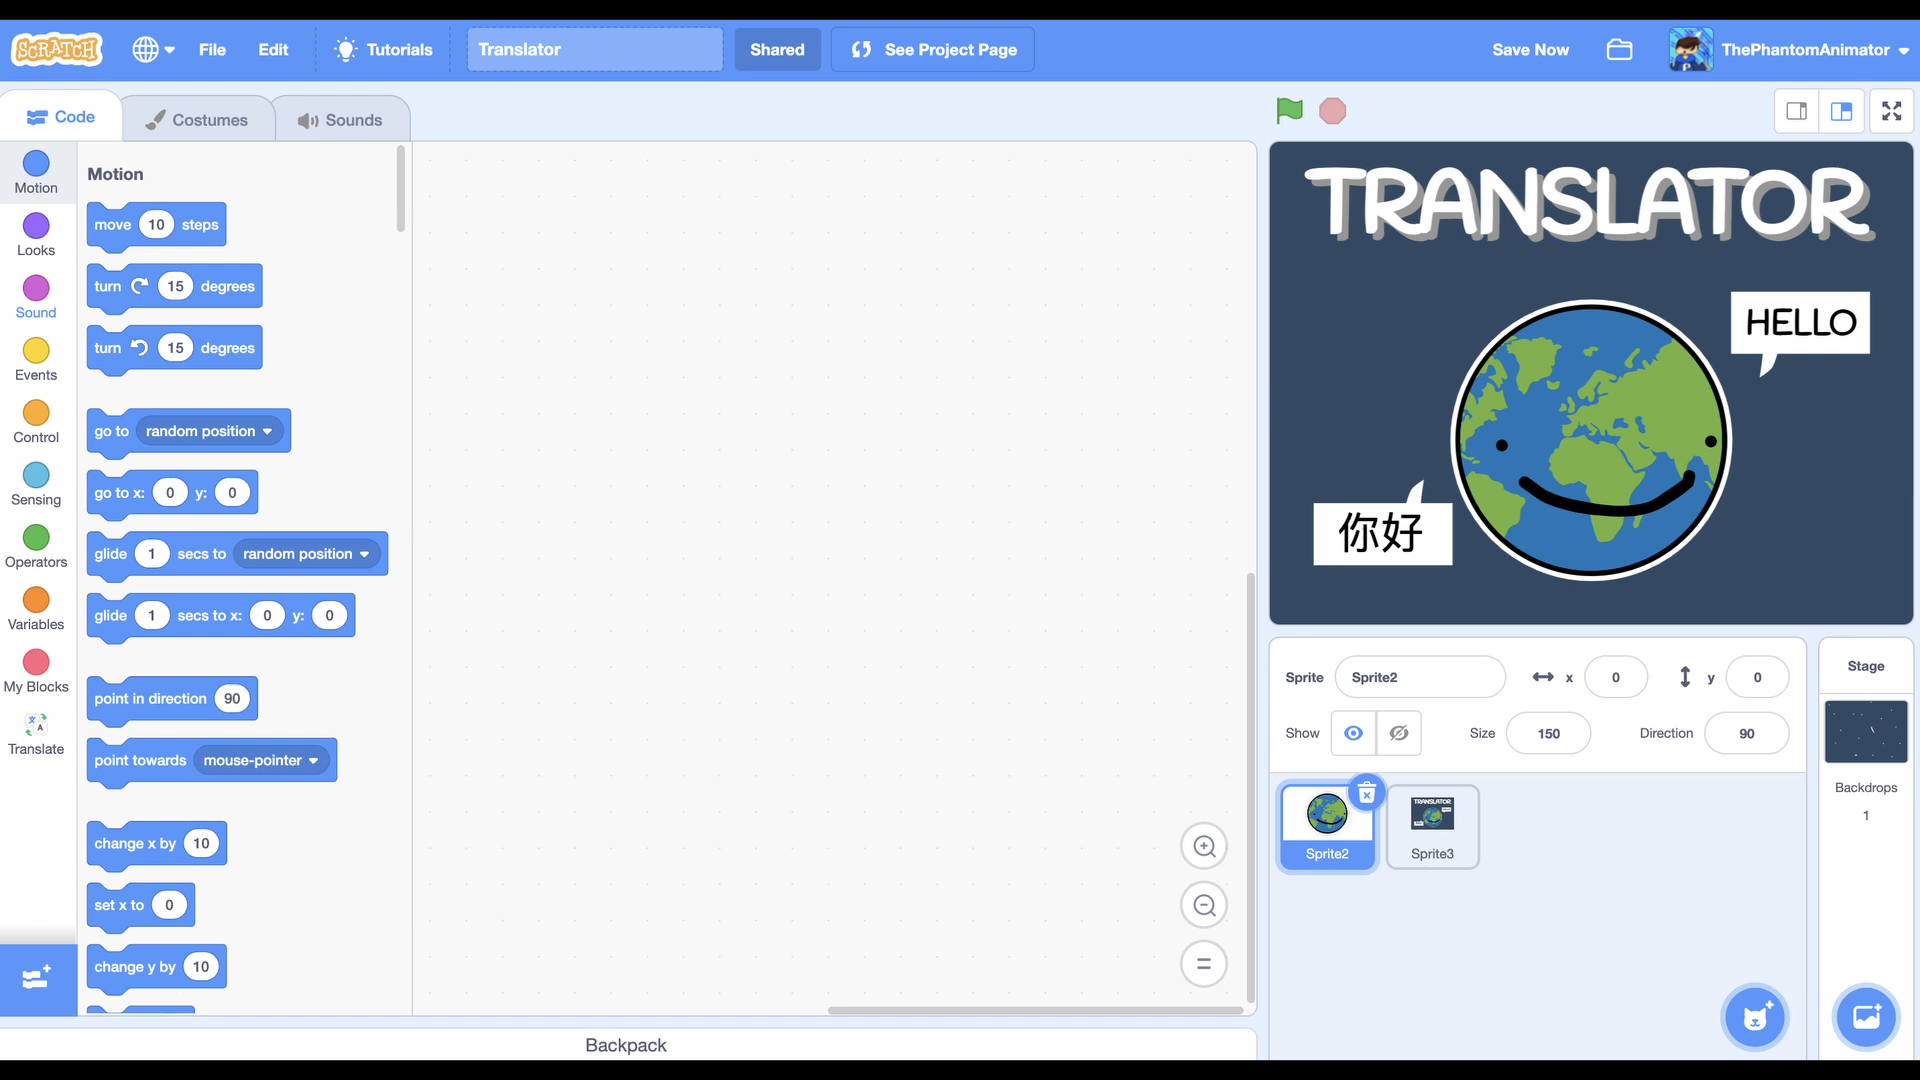 SCRATCH
File
Edit
Tutorials
Translator
Shared
See Project Page
Save Now
ThePhantomAnimator
Code
Costumes
Sounds
Motion
Looks
Sound
Events
Control
Sensing
Operators
Variables
My Blocks
Translate
Motion
move 10 steps
turn 15 degrees
turn 15 degrees
go to random position
go to x: 0 y: 0
glide 1 secs to random position
glide 1 secs to x: 0 y: 0
point in direction 90
point towards mouse-pointer
change x by 10
set x to 0
change y by 10
Backpack
TRANSLATOR
HELLO
你好
Sprite Sprite2 x 0 y 0
Show Size 150 Direction 90
Sprite2
TRANSLATOR
Sprite3
Stage
Backdrops
1